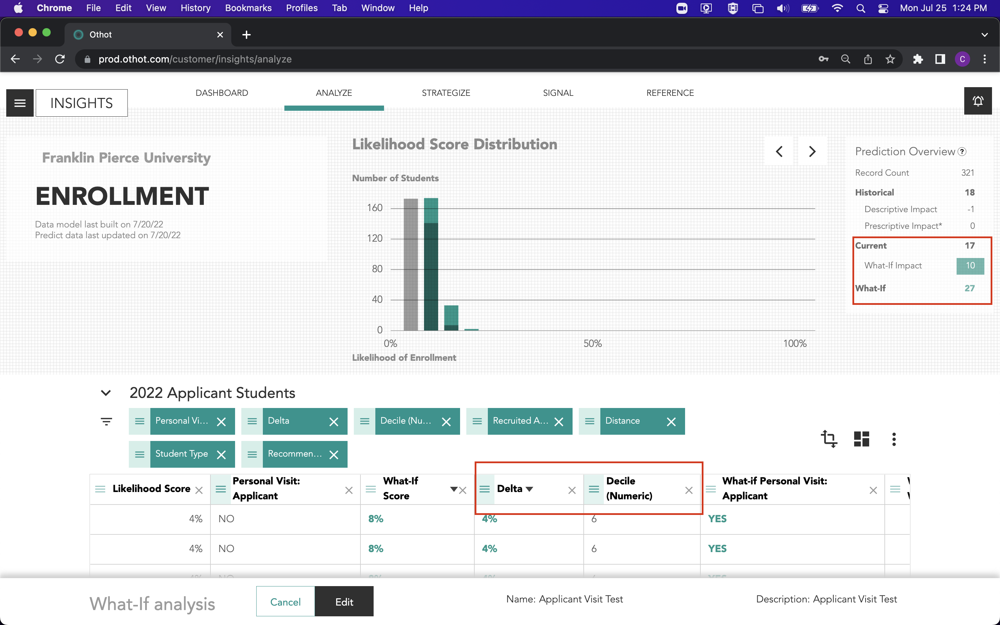 Chrome File Edit View History Bookmarks Profiles Tab Window Help Mon Jul 25 1:24 PM
Othot
prod.othot.com/customer/insights/analyze C
INSIGHTS DASHBOARD ANALYZE STRATEGIZE SIGNAL REFERENCE
Franklin Pierce University
ENROLLMENT
Data model last built on 7/20/22
Predict data last updated on 7/20/22
Likelihood Score Distribution
Number of Students
160
120
80
40
0
0% 50% 100%
Likelihood of Enrollment
Prediction Overview ?
Record Count 321
Historical 18
Descriptive Impact -1
Prescriptive Impact* 0
Current 17
What-If Impact 10
What-If 27
2022 Applicant Students
Personal Vi... Delta Decile (Nu... Recruited A... Distance
Student Type Recommen...
Likelihood Score Personal Visit: Applicant What-If Score Delta Decile (Numeric) What-if Personal Visit: Applicant
4% NO 8% 4% 6 YES
4% NO 8% 4% 6 YES
What-If analysis Cancel Edit Name: Applicant Visit Test Description: Applicant Visit Test